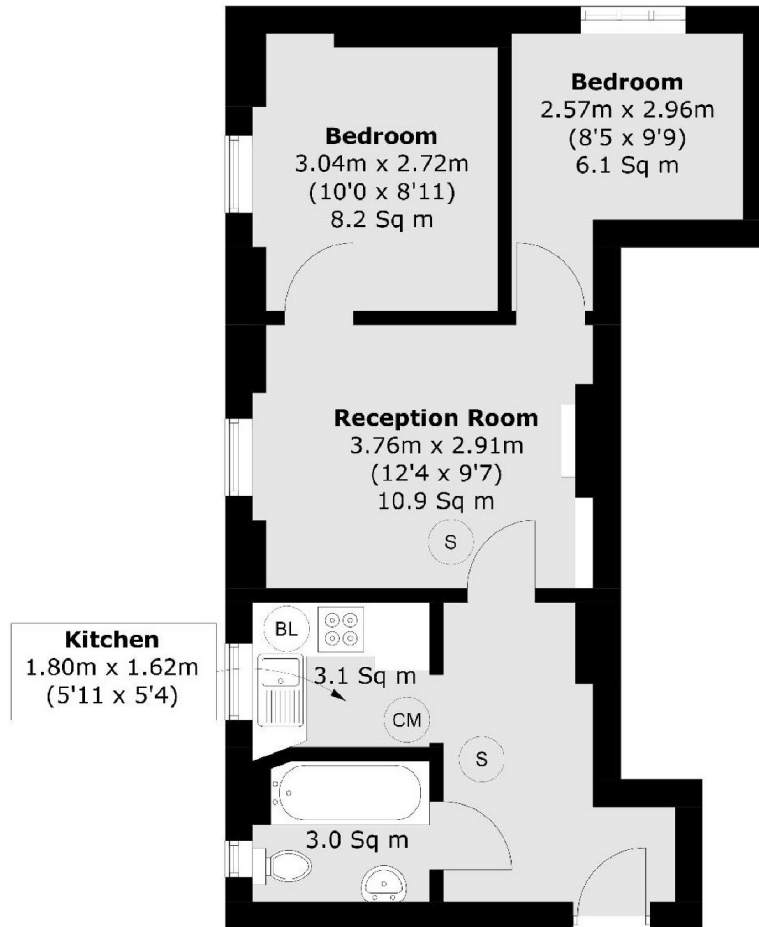 Bedroom
3.04m x 2.72m
(10'0 x 8'11)
8.2 Sq m
Bedroom
2.57m x 2.96m
(8'5 x 9'9)
6.1 Sq m
Reception Room
3.76m x 2.91m
(12'4 x 9'7)
10.9 Sq m
S
Kitchen
1.80m x 1.62m
(5'11 x 5'4)
BL
3.1 Sq m
CM
S
3.0 Sq m